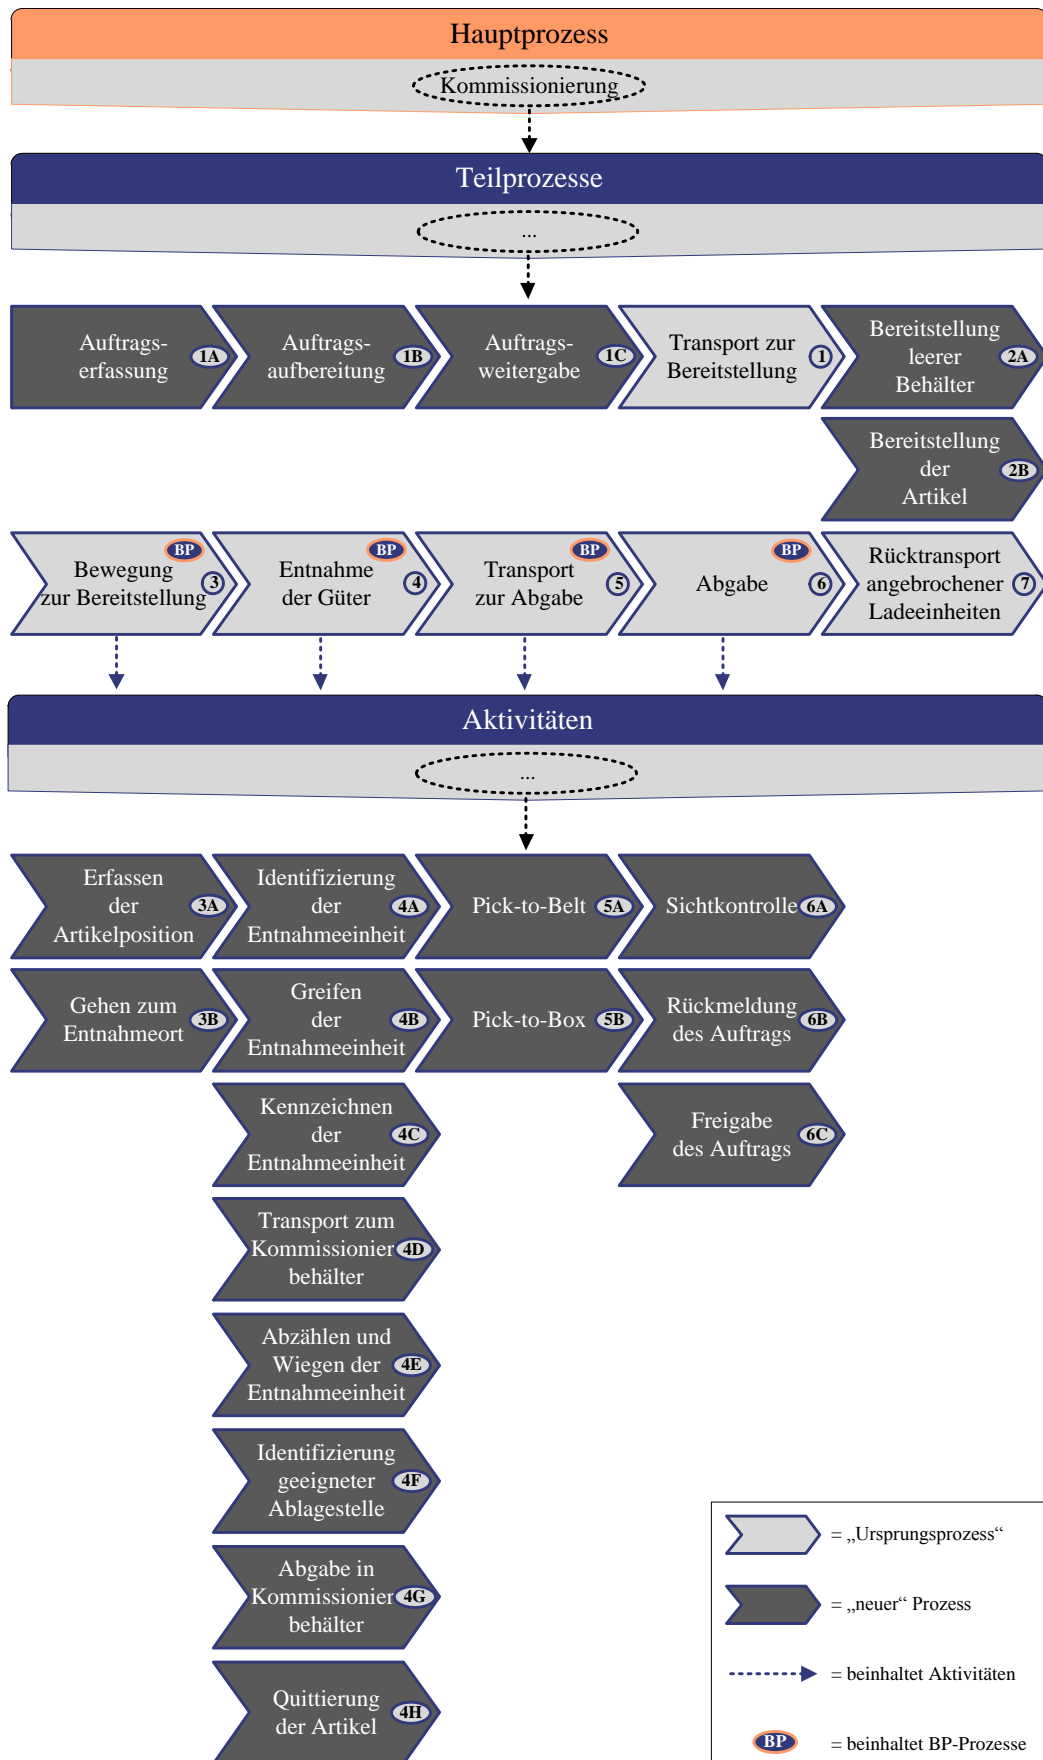 Hauptprozess
Kommissionierung
Teilprozesse
...
Auftrags-
erfassung
1A
Auftrags-
aufbereitung
1B
Auftrags-
weitergabe
1C
Transport zur
Bereitstellung
1
Bereitstellung
leerer
Behälter
2A
Bereitstellung
der
Artikel
2B
BP
Bewegung
zur Bereitstellung
3
BP
Entnahme
der Güter
4
BP
Transport
zur Abgabe
5
BP
Abgabe
6
Rücktransport
angebrochener
Ladeeinheiten
7
Aktivitäten
...
Erfassen
der
Artikelposition
3A
Identifizierung
der
Entnahmeeinheit
4A
Pick-to-Belt
5A
Sichtkontrolle
6A
Gehen zum
Entnahmeort
3B
Greifen
der
Entnahmeeinheit
4B
Pick-to-Box
5B
Rückmeldung
des Auftrags
6B
Kennzeichnen
der
Entnahmeeinheit
4C
Freigabe
des Auftrags
6C
Transport zum
Kommissionier
behälter
4D
Abzählen und
Wiegen der
Entnahmeeinheit
4E
Identifizierung
geeigneter
Ablagestelle
4F
Abgabe in
Kommissionier
behälter
4G
Quittierung
der Artikel
4H
= „Ursprungsprozess“
= „neuer“ Prozess
= beinhaltet Aktivitäten
BP
= beinhaltet BP-Prozesse